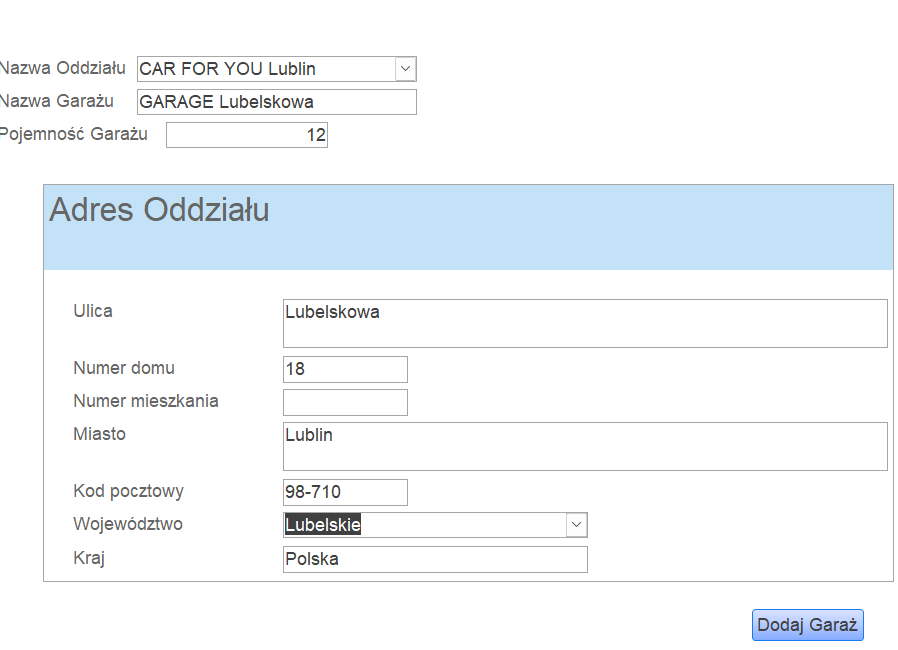 Nazwa Oddziału CAR FOR YOU Lublin
Nazwa Garażu GARAGE Lubelskowa
Pojemność Garażu 12
Adres Oddziału
Ulica Lubelskowa
Numer domu 18
Numer mieszkania
Miasto Lublin
Kod pocztowy 98-710
Województwo Lubelskie
Kraj Polska
Dodaj Garaż